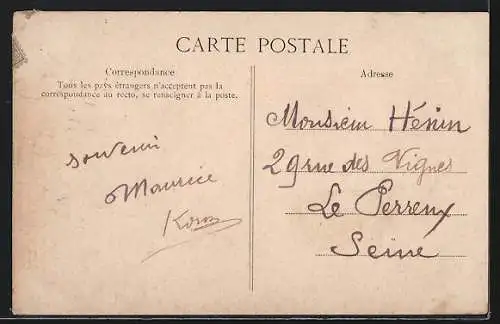 CARTE POSTALE
Correspondance
Tous les pays étrangers n'acceptent pas la
correspondance au recto, se renseigner à la poste.
souvenir
Maurice
Adresse
Monsieur Hénin
29 rue des Vignes
Le Perreux
Seine